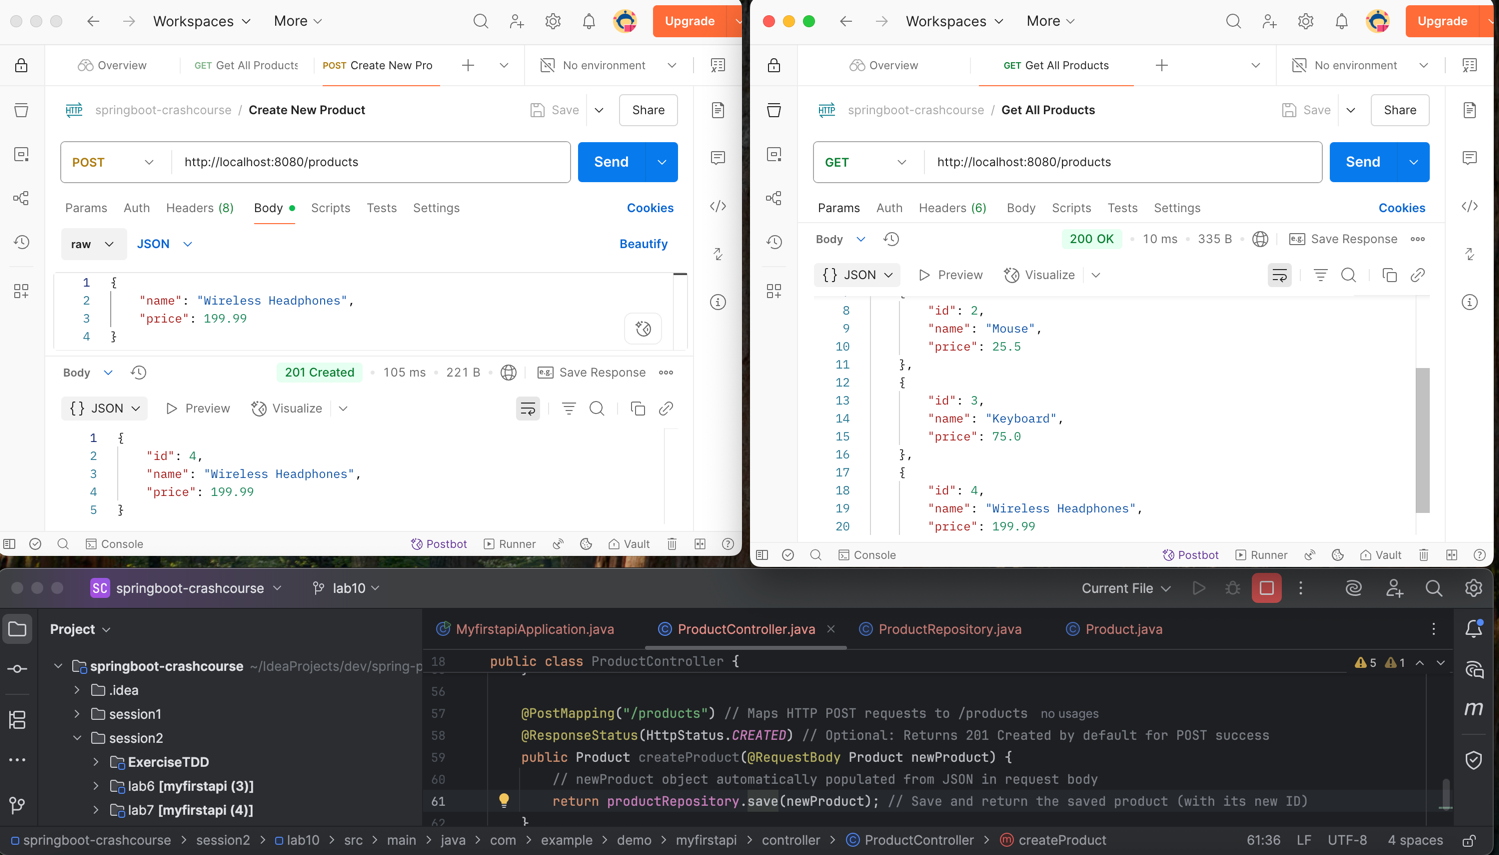 Workspaces
More
Upgrade
Overview
GET Get All Products
POST Create New Pro
No environment
HTTP springboot-crashcourse / Create New Product
Save
Share
POST
http://localhost:8080/products
Send
Params
Auth
Headers (8)
Body
Scripts
Tests
Settings
Cookies
raw
JSON
Beautify
1 {
2 "name": "Wireless Headphones",
3 "price": 199.99
4 }
Body
201 Created
105 ms
221 B
e.g. Save Response
{} JSON
Preview
Visualize
1 {
2 "id": 4,
3 "name": "Wireless Headphones",
4 "price": 199.99
5 }
Console
Postbot
Runner
Vault
Workspaces
More
Upgrade
Overview
GET Get All Products
No environment
HTTP springboot-crashcourse / Get All Products
Save
Share
GET
http://localhost:8080/products
Send
Params
Auth
Headers (6)
Body
Scripts
Tests
Settings
Cookies
Body
200 OK
10 ms
335 B
e.g. Save Response
{} JSON
Preview
Visualize
8 "id": 2,
9 "name": "Mouse",
10 "price": 25.5
11 },
12 {
13 "id": 3,
14 "name": "Keyboard",
15 "price": 75.0
16 },
17 {
18 "id": 4,
19 "name": "Wireless Headphones",
20 "price": 199.99
Console
Postbot
Runner
Vault
SC springboot-crashcourse
lab10
Current File
Project
springboot-crashcourse ~/IdeaProjects/dev/spring-p
.idea
session1
session2
ExerciseTDD
lab6 [myfirstapi (3)]
lab7 [myfirstapi (4)]
MyfirstapiApplication.java
ProductController.java
ProductRepository.java
Product.java
18 public class ProductController {
5
1
56
57 @PostMapping("/products") // Maps HTTP POST requests to /products no usages
58 @ResponseStatus(HttpStatus.CREATED) // Optional: Returns 201 Created by default for POST success
59 public Product createProduct(@RequestBody Product newProduct) {
60 // newProduct object automatically populated from JSON in request body
61 return productRepository.save(newProduct); // Save and return the saved product (with its new ID)
62 }
m
springboot-crashcourse > session2 > lab10 > src > main > java > com > example > demo > myfirstapi > controller > ProductController > createProduct
61:36
LF
UTF-8
4 spaces